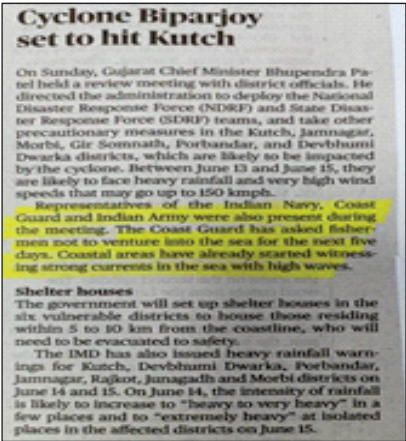 Cyclone Biparjoy
set to hit Kutch
On Sunday, Gujarat Chief Minister Bhupendra Pa-
tel held a review meeting with district officials. He
directed the administration to deploy the National
Disaster Response Force (NDRF) and State Disas-
ter Response Force (SDRF) teams, and take other
precautionary measures in the Kutch, Jamnagar,
Morbi, Gir Somnath, Porbandar, and Devbhumi
Dwarka districts, which are likely to be impacted
by the cyclone. Between June 13 and June 15, they
are likely to face heavy rainfall and very high wind
speeds that may go up to 150 kmph.
Representatives of the Indian Navy, Coast
Guard and Indian Army were also present during
the meeting. The Coast Guard has asked fisher-
men not to venture into the sea for the next five
days. Coastal areas have already started witness-
ing strong currents in the sea with high waves.
Shelter houses
The government will set up shelter houses in the
six vulnerable districts to house those residing
within 5 to 10 km from the coastline, who will
need to be evacuated to safety.
The IMD has also issued heavy rainfall warn-
ings for Kutch, Devbhumi Dwarka, Porbandar,
Jamnagar, Rajkot, Junagadh and Morbi districts on
June 14 and 15. On June 14, the intensity of rainfall
is likely to increase to "heavy to very heavy" in a
few places and to "extremely heavy" at isolated
places in the affected districts on June 15.